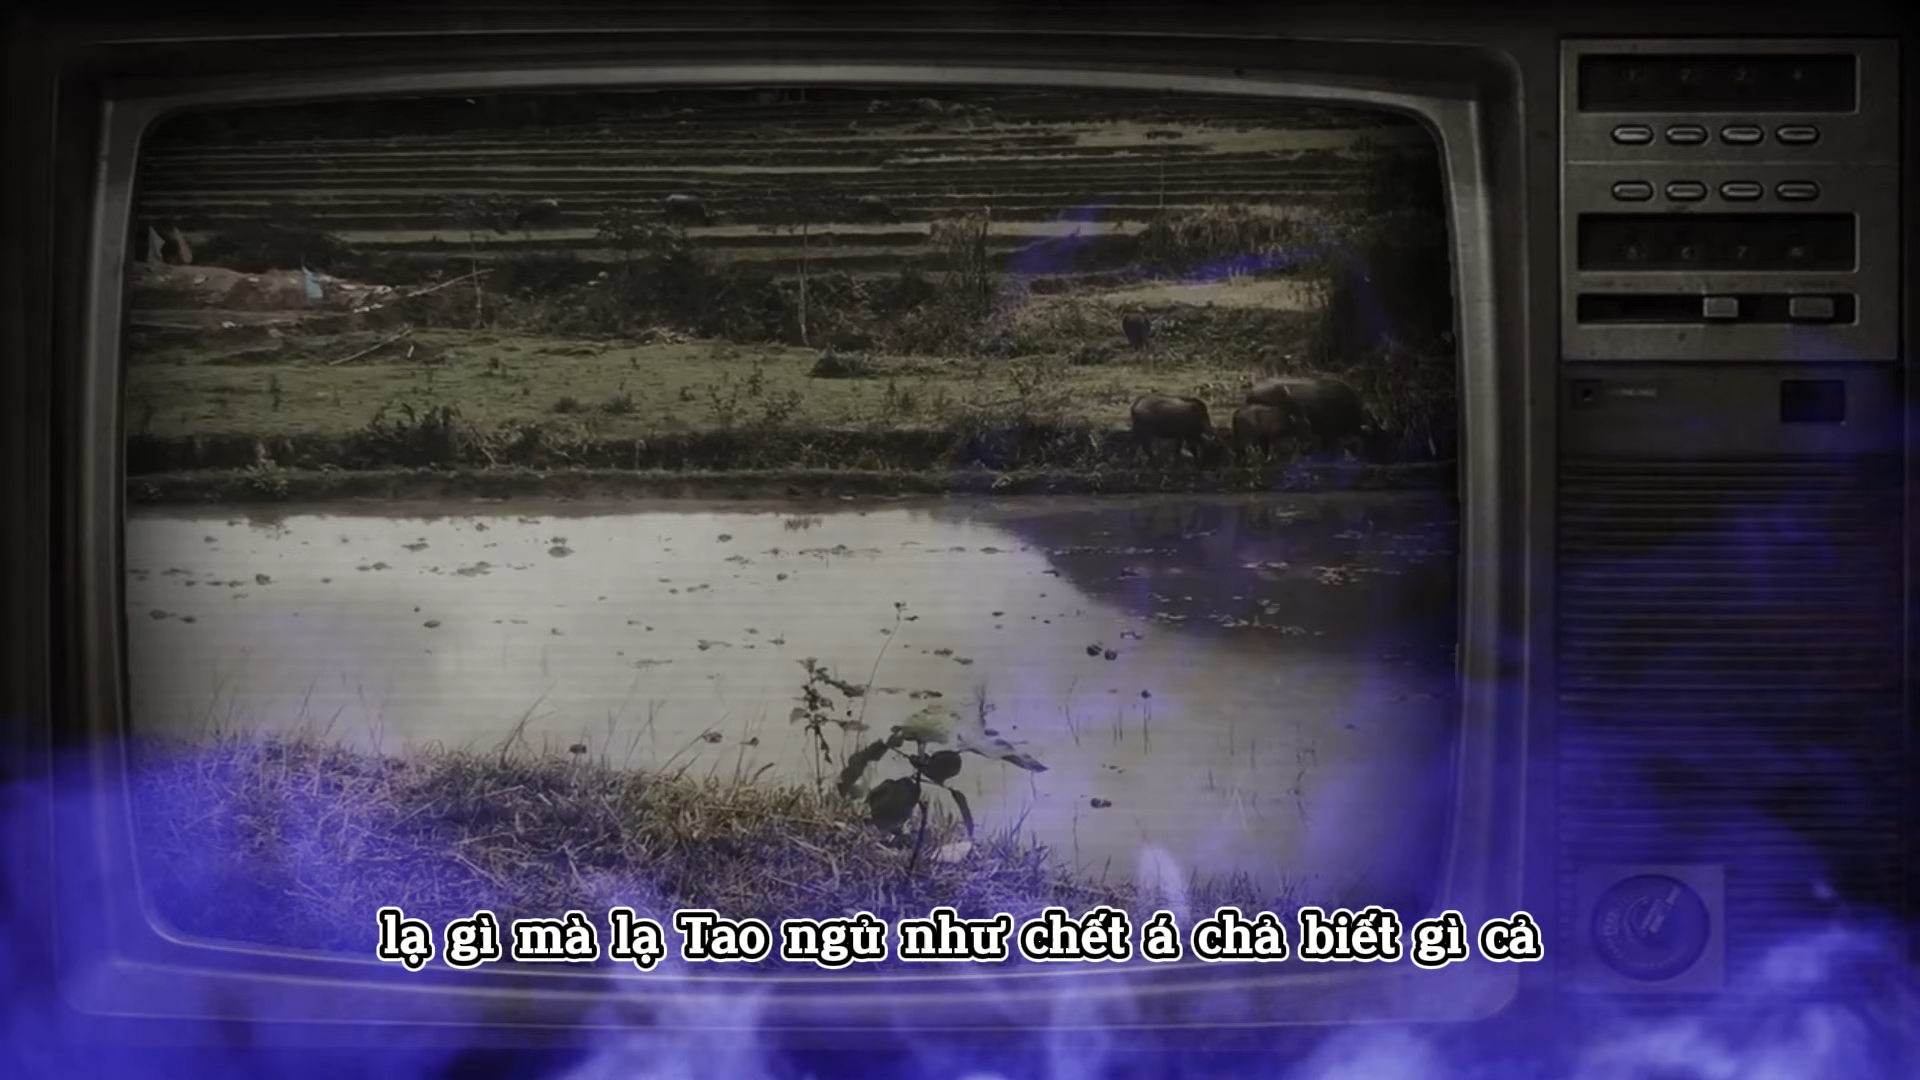 lạ gì mà lạ Tao ngủ như chết á chả biết gì cả